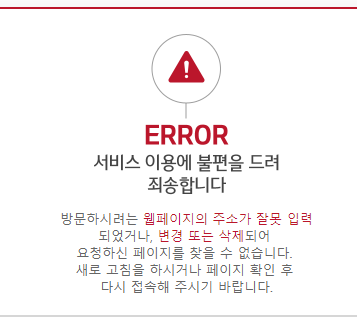 ERROR
서비스 이용에 불편을 드려
죄송합니다
방문하시려는 웹페이지의 주소가 잘못 입력
되었거나, 변경 또는 삭제되어
요청하신 페이지를 찾을 수 없습니다.
새로 고침을 하시거나 페이지 확인 후
다시 접속해 주시기 바랍니다.